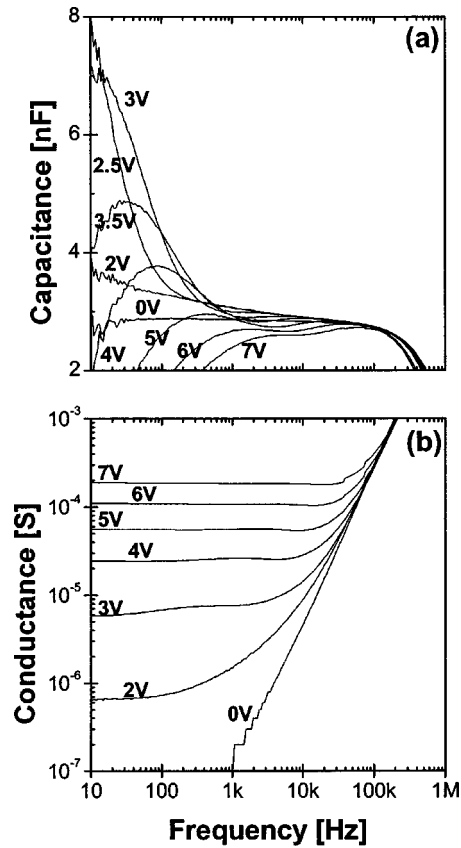 8
(a)
3V
6
2.5V
3.5V
4
2V
0V
4V
5V
6V
7V
2
Capacitance [nF]
10⁻³
(b)
7V
10⁻⁴
6V
5V
4V
10⁻⁵
3V
10⁻⁶
2V
0V
10⁻⁷
Conductance [S]
10 100 1k 10k 100k 1M
Frequency [Hz]